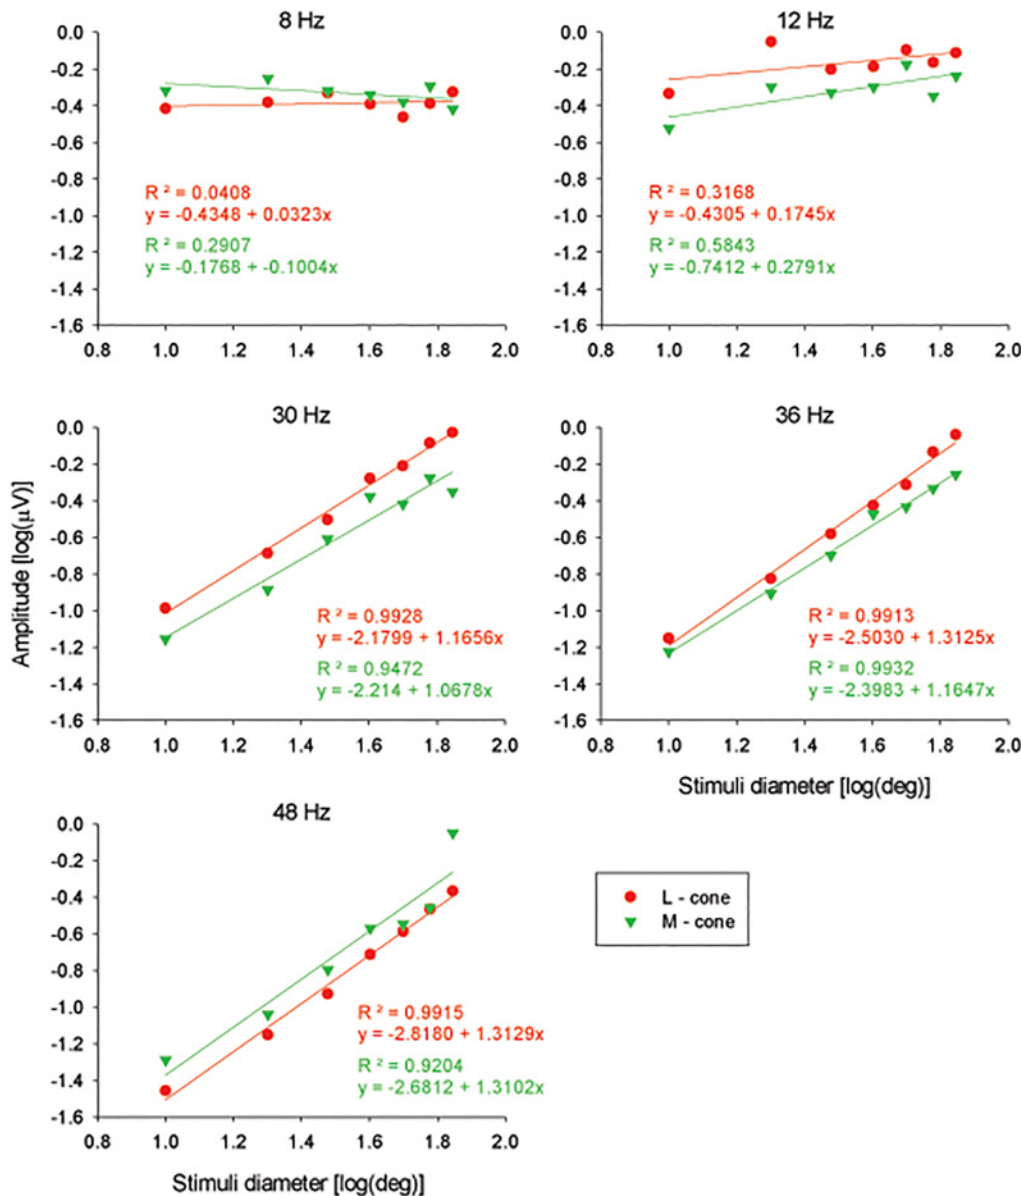 8 Hz
12 Hz
0.0
-0.2
-0.4
-0.6
-0.8
-1.0
-1.2
-1.4
-1.6
R ² = 0.0408
y = -0.4348 + 0.0323x
R ² = 0.2907
y = -0.1768 + -0.1004x
0.8 1.0 1.2 1.4 1.6 1.8 2.0
0.0
-0.2
-0.4
-0.6
-0.8
-1.0
-1.2
-1.4
-1.6
R ² = 0.3168
y = -0.4305 + 0.1745x
R ² = 0.5843
y = -0.7412 + 0.2791x
0.8 1.0 1.2 1.4 1.6 1.8 2.0
30 Hz
36 Hz
Amplitude [log(μV)]
0.0
-0.2
-0.4
-0.6
-0.8
-1.0
-1.2
-1.4
-1.6
R ² = 0.9928
y = -2.1799 + 1.1656x
R ² = 0.9472
y = -2.214 + 1.0678x
0.8 1.0 1.2 1.4 1.6 1.8 2.0
0.0
-0.2
-0.4
-0.6
-0.8
-1.0
-1.2
-1.4
-1.6
R ² = 0.9913
y = -2.5030 + 1.3125x
R ² = 0.9932
y = -2.3983 + 1.1647x
0.8 1.0 1.2 1.4 1.6 1.8 2.0
Stimuli diameter [log(deg)]
48 Hz
0.0
-0.2
-0.4
-0.6
-0.8
-1.0
-1.2
-1.4
-1.6
R ² = 0.9915
y = -2.8180 + 1.3129x
R ² = 0.9204
y = -2.6812 + 1.3102x
0.8 1.0 1.2 1.4 1.6 1.8 2.0
Stimuli diameter [log(deg)]
L - cone
M - cone